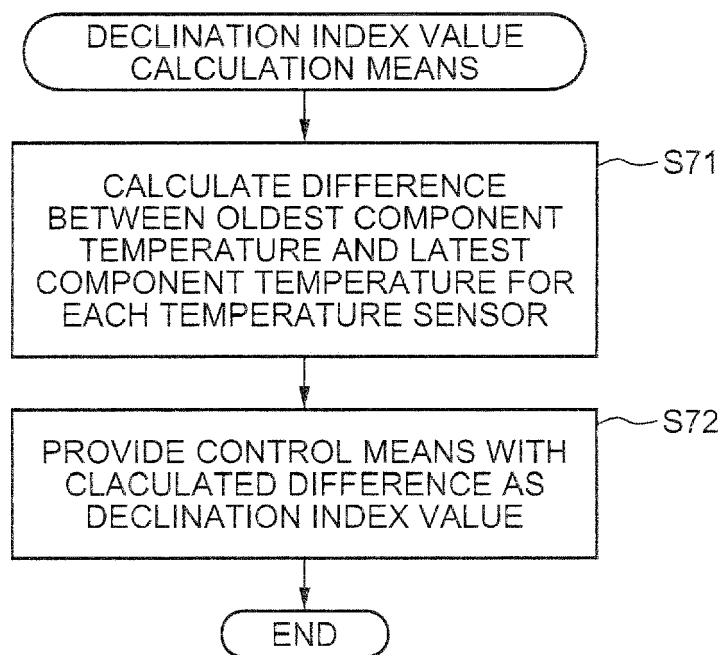 DECLINATION INDEX VALUE
CALCULATION MEANS
S71
CALCULATE DIFFERENCE
BETWEEN OLDEST COMPONENT
TEMPERATURE AND LATEST
COMPONENT TEMPERATURE FOR
EACH TEMPERATURE SENSOR
S72
PROVIDE CONTROL MEANS WITH
CLACULATED DIFFERENCE AS
DECLINATION INDEX VALUE
END